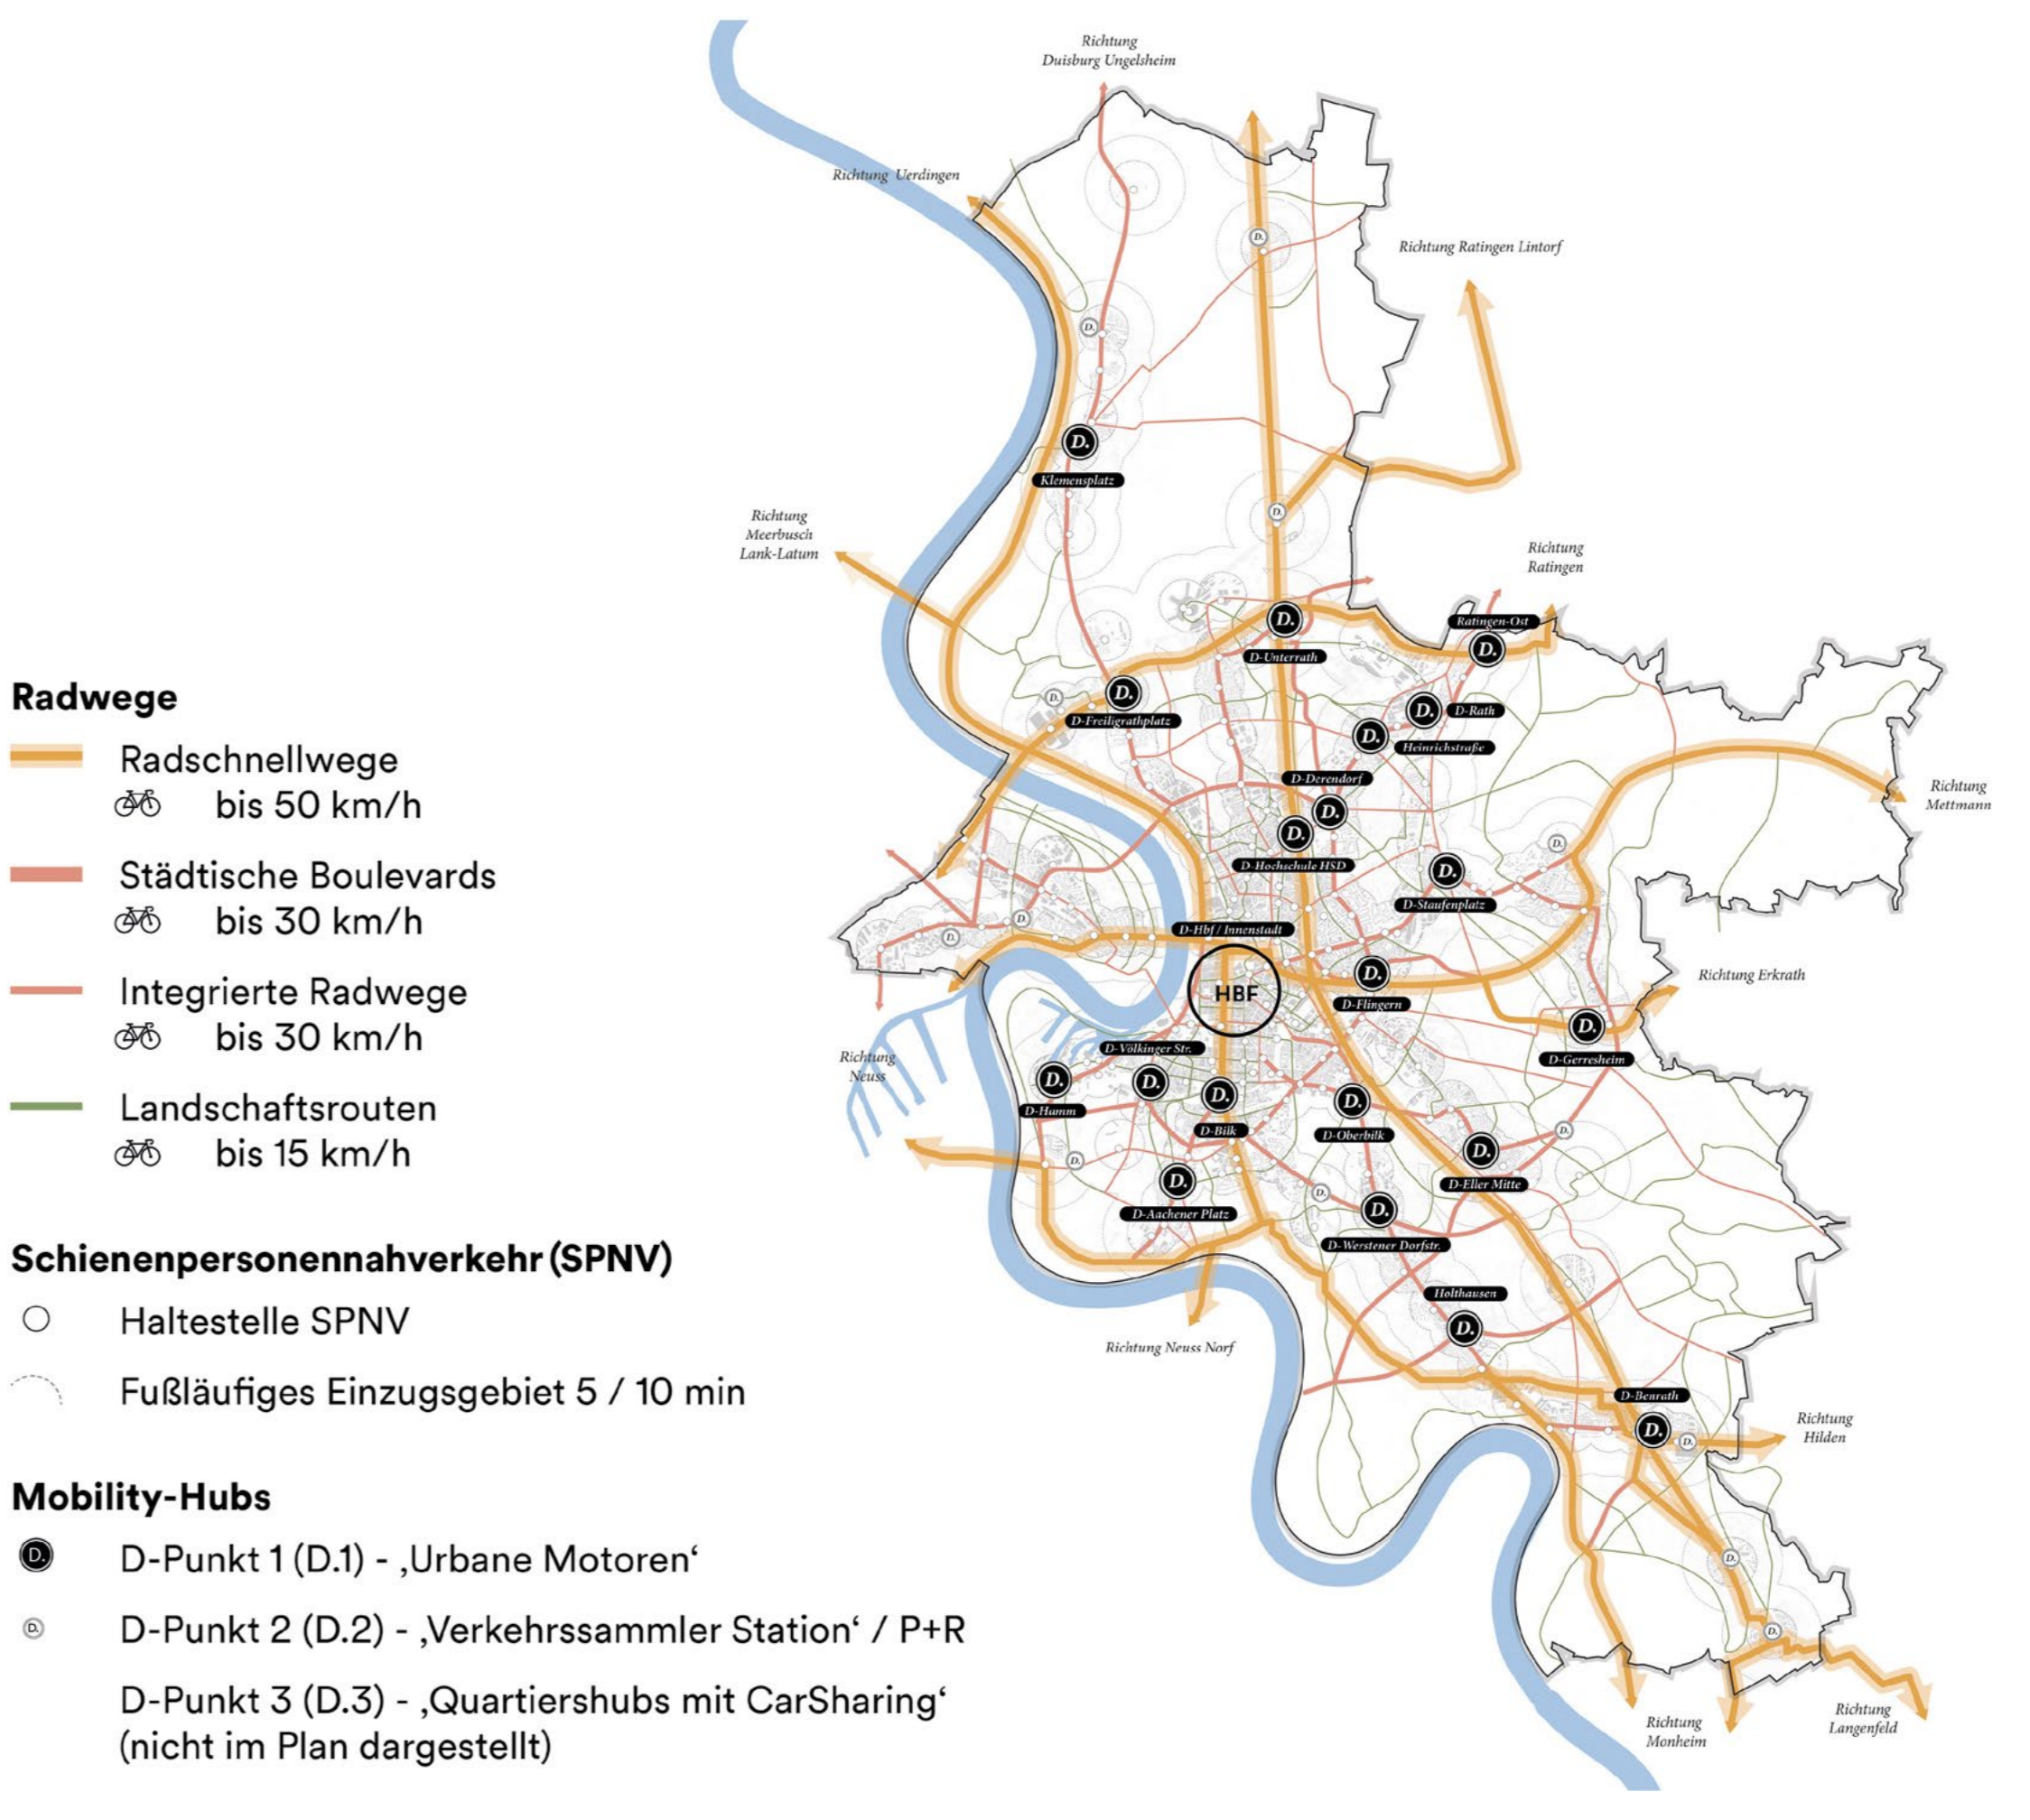 Radwege
Radschnellwege
bis 50 km/h
Städtische Boulevards
bis 30 km/h
Integrierte Radwege
bis 30 km/h
Landschaftsrouten
bis 15 km/h
Schienenpersonennahverkehr (SPNV)
Haltestelle SPNV
Fußläufiges Einzugsgebiet 5 / 10 min
Mobility-Hubs
D.
D-Punkt 1 (D.1) - ‚Urbane Motoren‘
D.
D-Punkt 2 (D.2) - ‚Verkehrssammler Station‘ / P+R
D-Punkt 3 (D.3) - ‚Quartiershubs mit CarSharing‘
(nicht im Plan dargestellt)
Richtung
Duisburg Ungelsheim
Richtung Uerdingen
D.
Richtung Ratingen Lintorf
D.
D.
Klemensplatz
D.
Richtung
Meerbusch
Lank-Latum
Richtung
Ratingen
D.
D-Unterrath
Ratingen-Ost
D.
D.
D.
D-Freiligrathplatz
D.
D-Rath
D.
Heinrichstraße
D-Derendorf
D.
D.
D-Hochschule HSD
Richtung
Mettmann
D.
D.
D-Staufenplatz
D.
D.
D-Hbf / Innenstadt
HBF
D.
D-Flingern
Richtung Erkrath
D.
D-Gerresheim
Richtung
Neuss
D-Völkinger Str.
D.
D-Hamm
D.
D.
D-Bilk
D.
D-Oberbilk
D.
D.
D.
D-Eller Mitte
D.
D-Aachener Platz
D.
D.
D-Werstener Dorfstr.
Holthausen
D.
Richtung Neuss Norf
D-Benrath
D.
D.
Richtung
Hilden
D.
D.
Richtung
Monheim
Richtung
Langenfeld